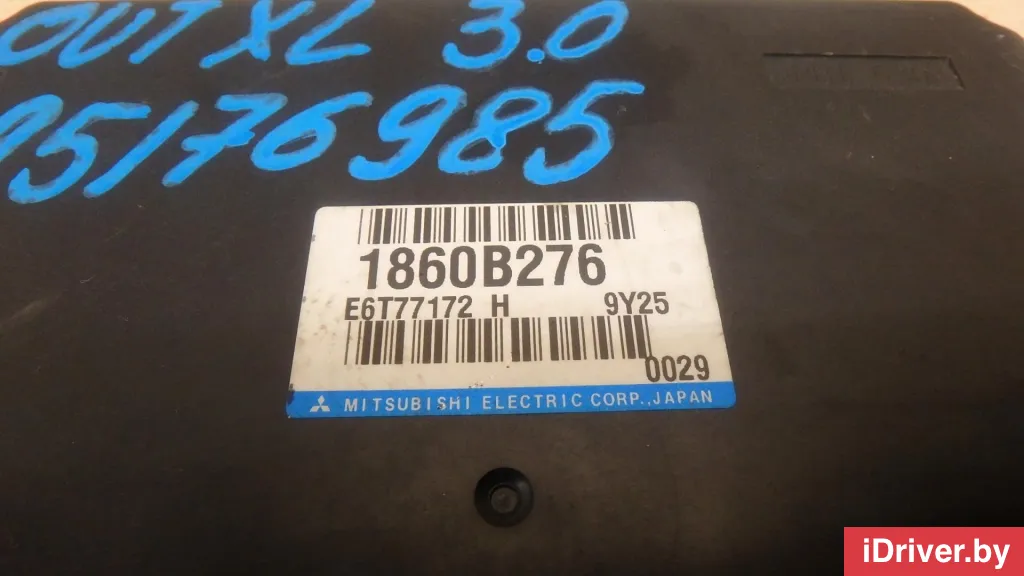 OUT XL 3.0
95176985
1860B276
E6T77172 H 9Y25
0029
MITSUBISHI ELECTRIC CORP., JAPAN
iDriver.by